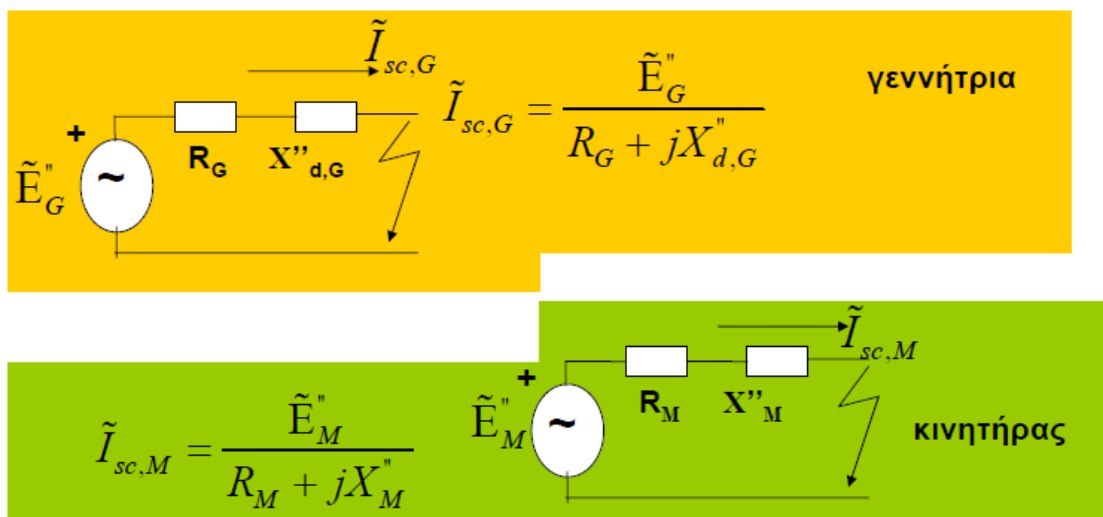 Ĩsc,G
Ĩsc,G = Ẽ"G / (RG + jX"d,G)
γεννήτρια
+
Ẽ"G
~
RG
X''d,G
Ĩsc,M
+
Ẽ"M
~
RM
X''M
κινητήρας
Ĩsc,M = Ẽ"M / (RM + jX"M)